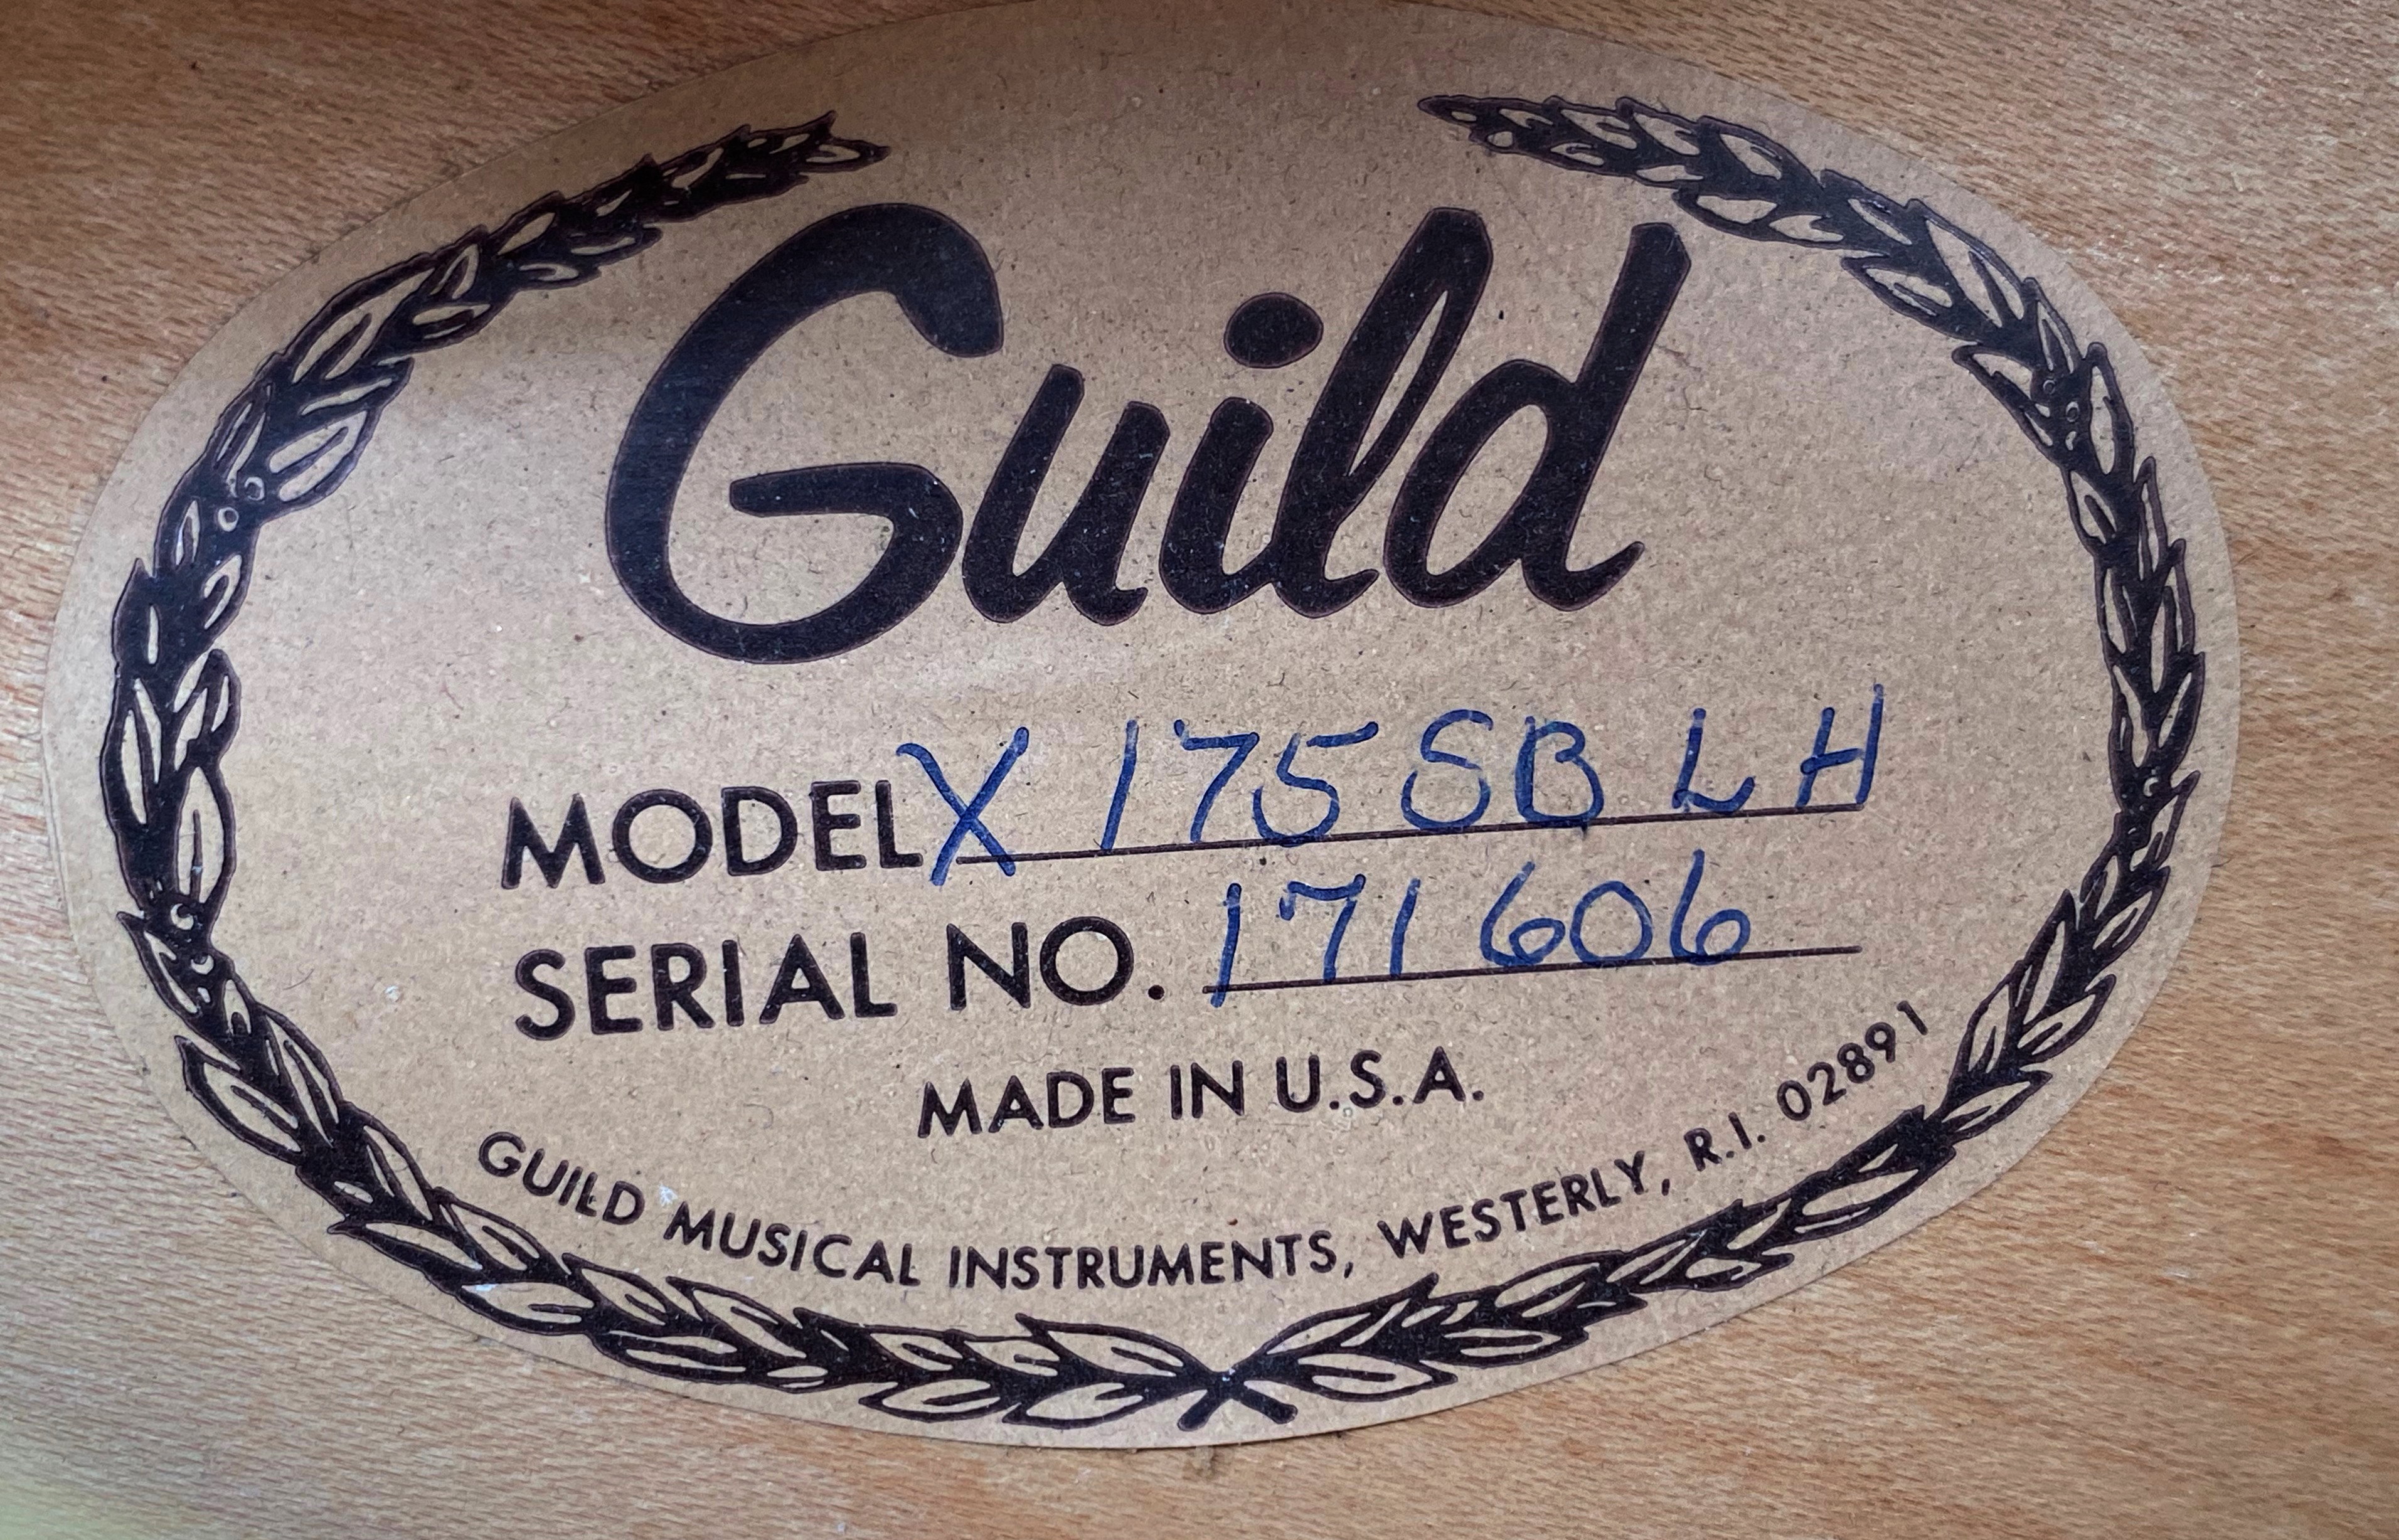 Guild
MODEL X 175 SB LH
SERIAL NO. 171606
MADE IN U.S.A.
GUILD MUSICAL INSTRUMENTS, WESTERLY, R.I. 02891